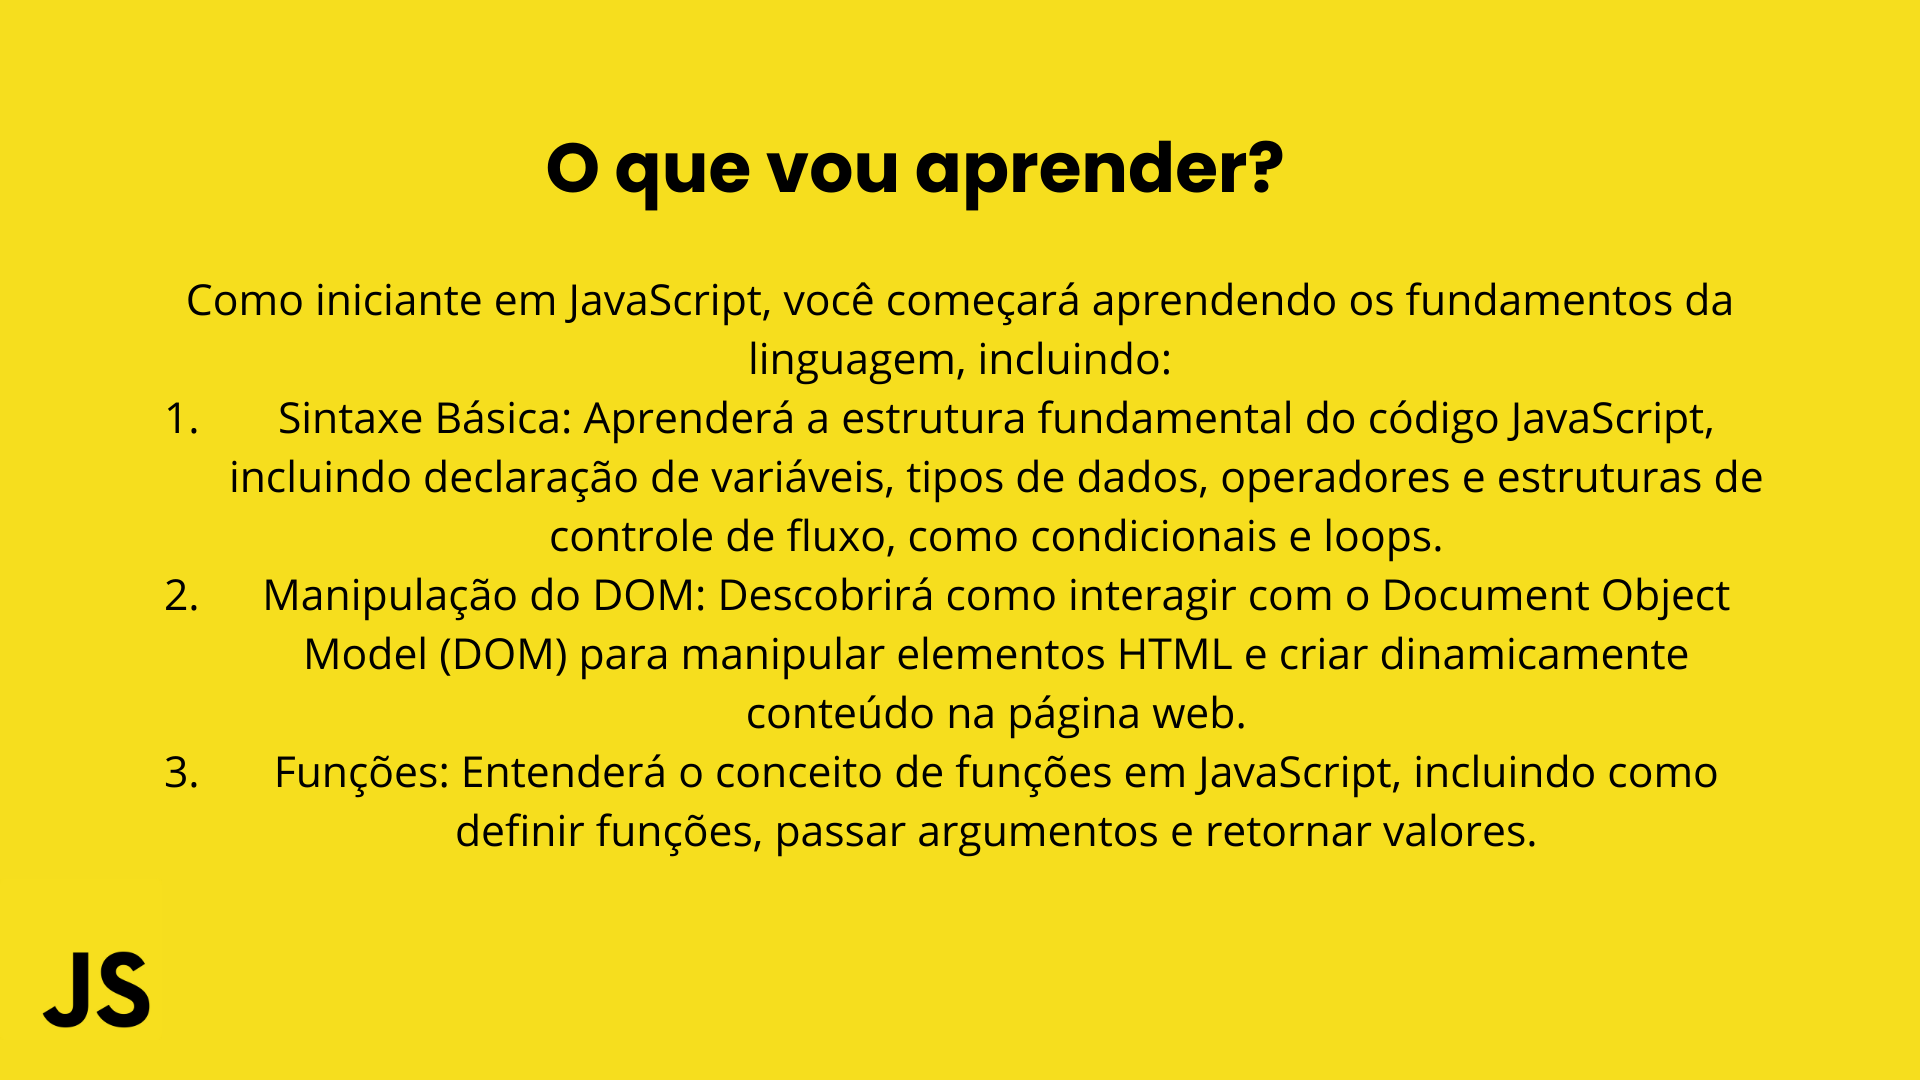 O que vou aprender?
Como iniciante em JavaScript, você começará aprendendo os fundamentos da
linguagem, incluindo:
1. Sintaxe Básica: Aprenderá a estrutura fundamental do código JavaScript,
incluindo declaração de variáveis, tipos de dados, operadores e estruturas de
controle de fluxo, como condicionais e loops.
2. Manipulação do DOM: Descobrirá como interagir com o Document Object
Model (DOM) para manipular elementos HTML e criar dinamicamente
conteúdo na página web.
3. Funções: Entenderá o conceito de funções em JavaScript, incluindo como
definir funções, passar argumentos e retornar valores.
JS